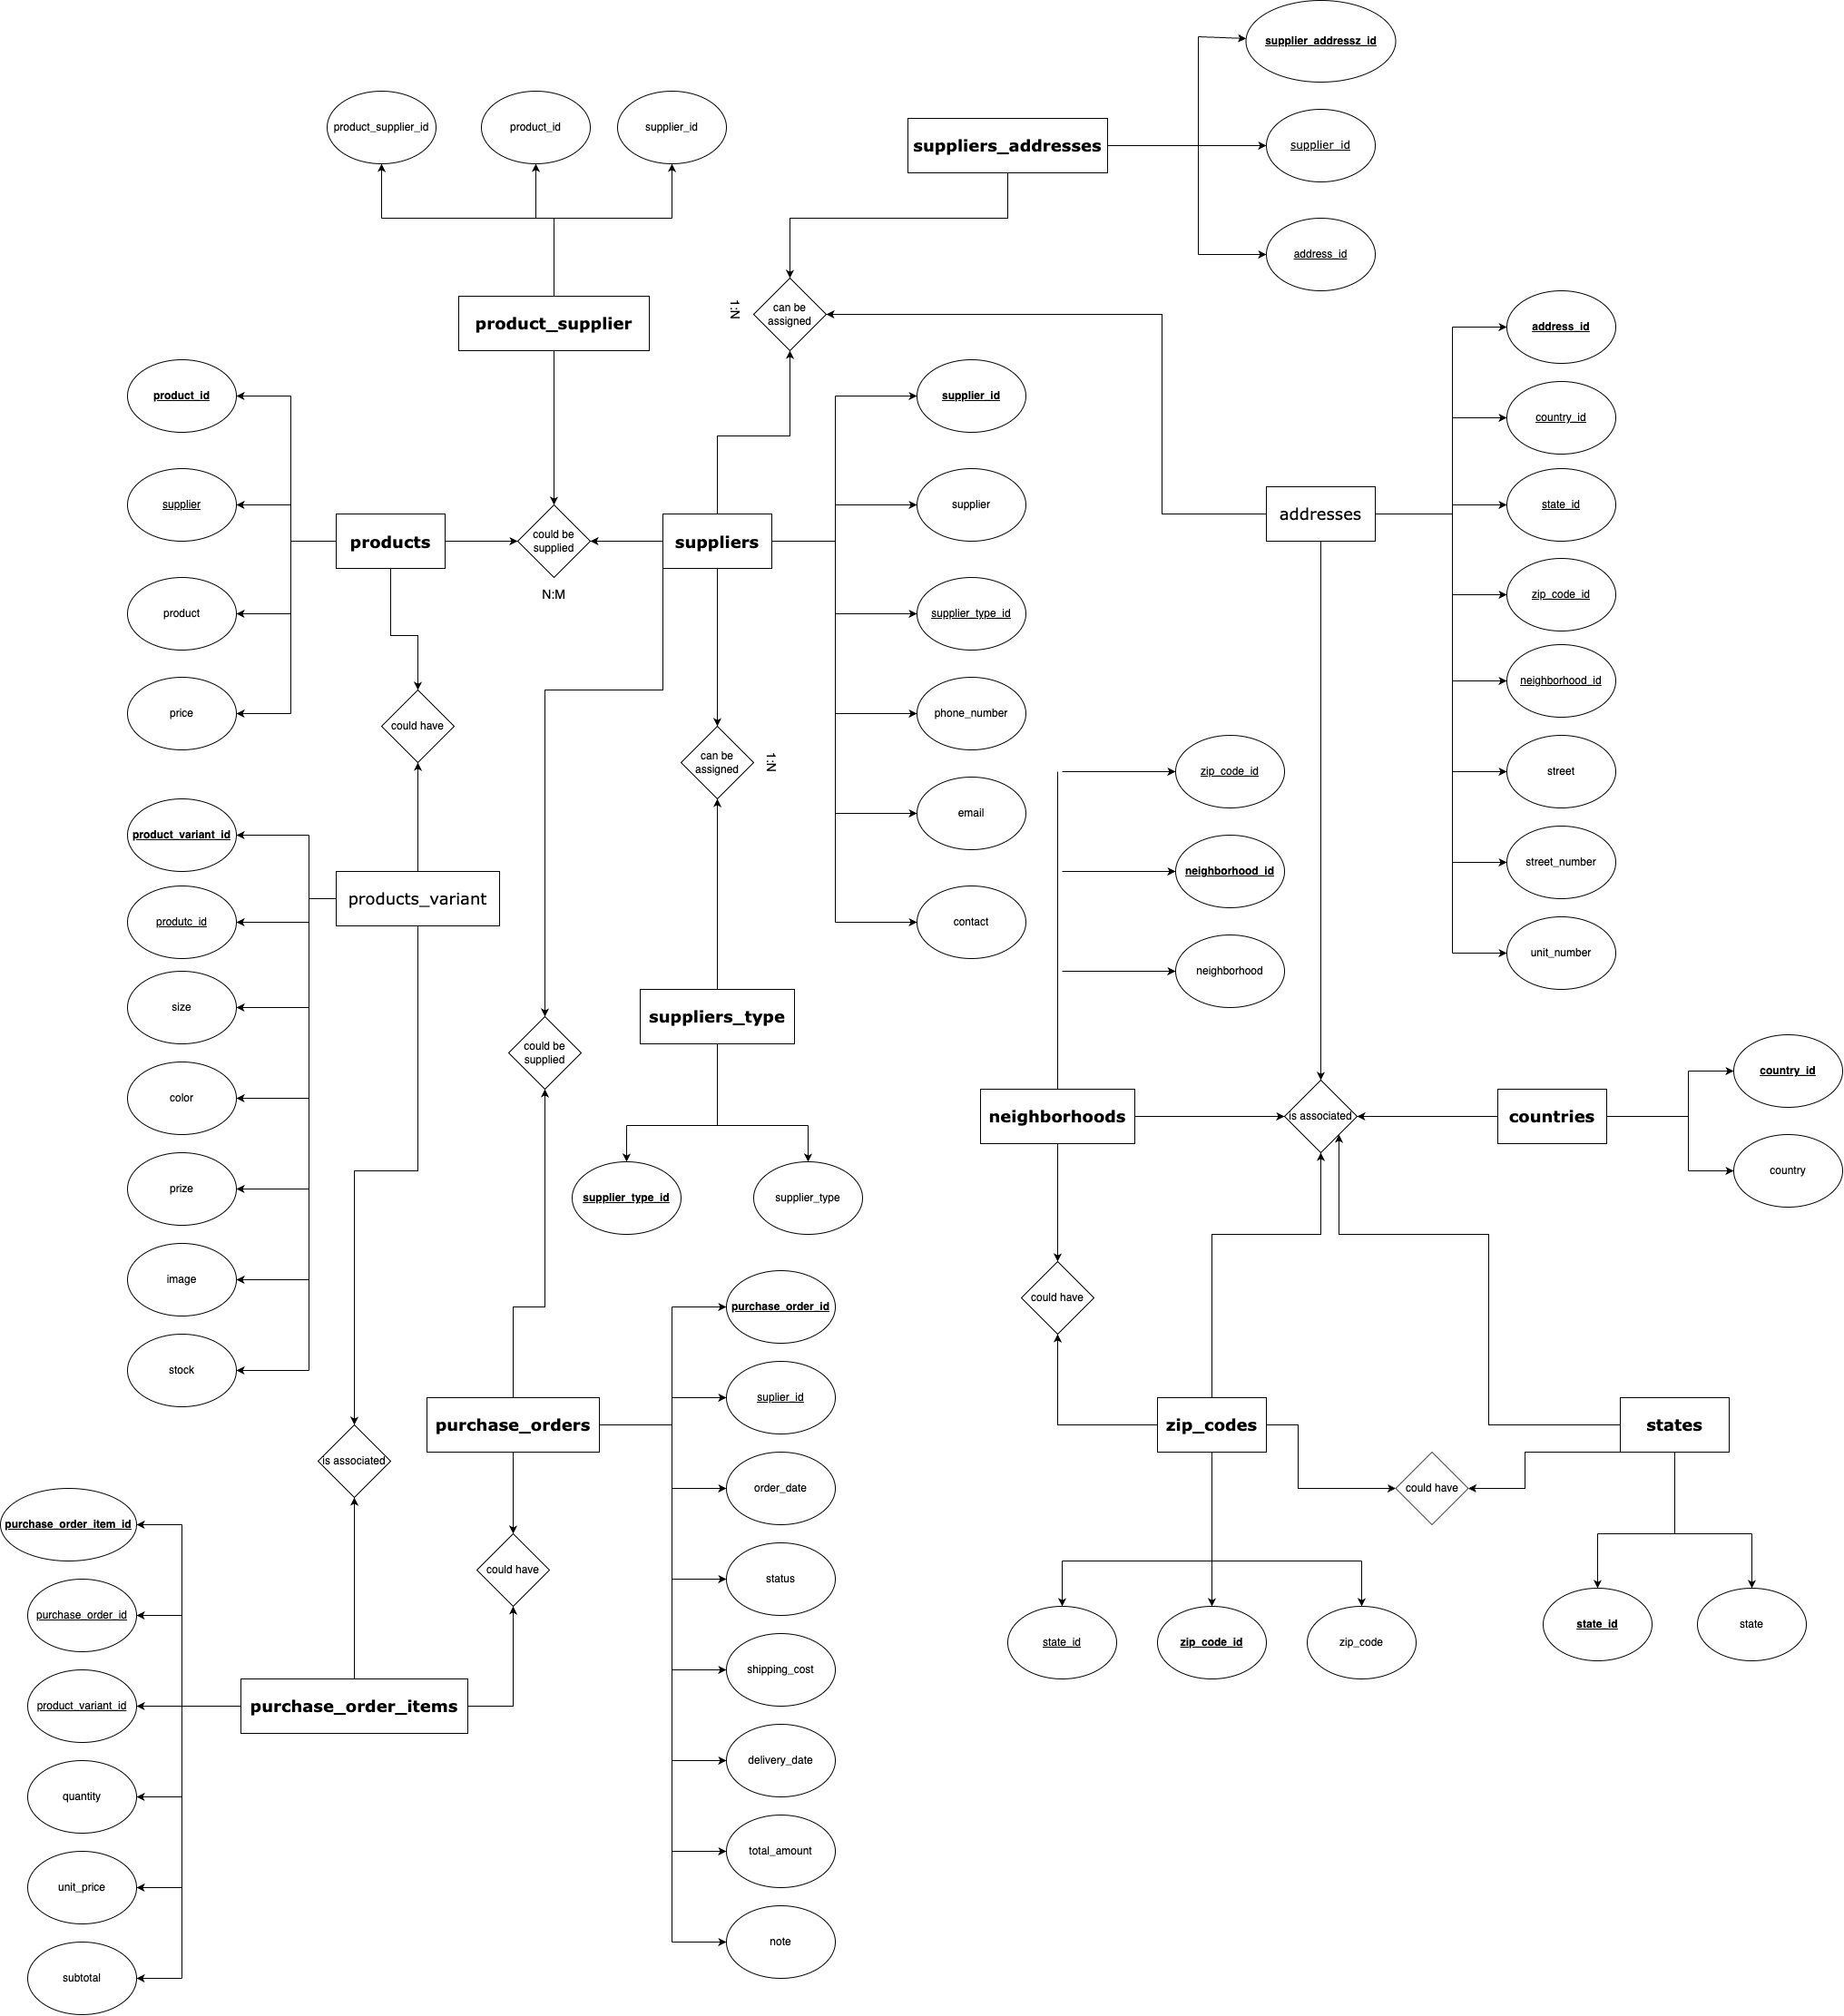 supplier_addressz_id
product_supplier_id
product_id
supplier_id
suppliers_addresses
supplier_id
address_id
product_supplier
1:N
can be
assigned
address_id
product_id
supplier_id
country_id
supplier
supplier
state_id
products
could be
supplied
suppliers
addresses
N:M
zip_code_id
product
supplier_type_id
neighborhood_id
price
could have
phone_number
can be
assigned
1:N
zip_code_id
street
product_variant_id
email
street_number
neighborhood_id
products_variant
produtc_id
contact
unit_number
neighborhood
size
suppliers_type
could be
supplied
country_id
color
neighborhoods
is associated
countries
country
prize
supplier_type_id
supplier_type
image
could have
purchase_order_id
stock
suplier_id
purchase_orders
zip_codes
states
is associated
order_date
could have
purchase_order_item_id
could have
status
purchase_order_id
state_id
zip_code_id
zip_code
state_id
state
shipping_cost
product_variant_id
purchase_order_items
delivery_date
quantity
total_amount
unit_price
note
subtotal